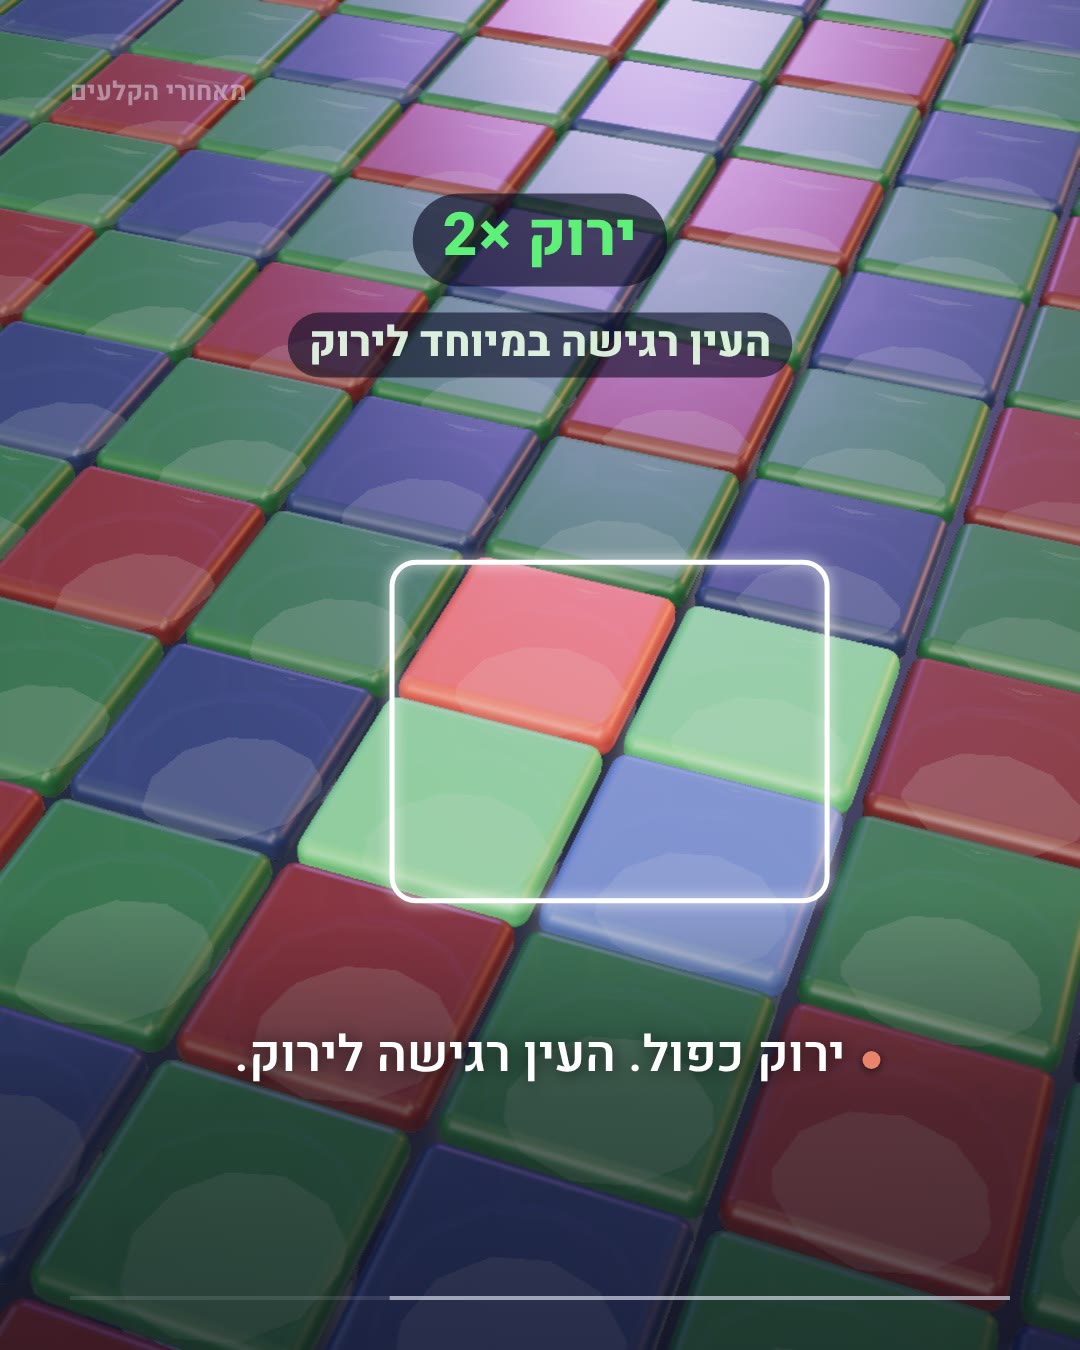 מאחורי הקלעים
ירוק ×2
העין רגישה במיוחד לירוק
ירוק כפול. העין רגישה לירוק.